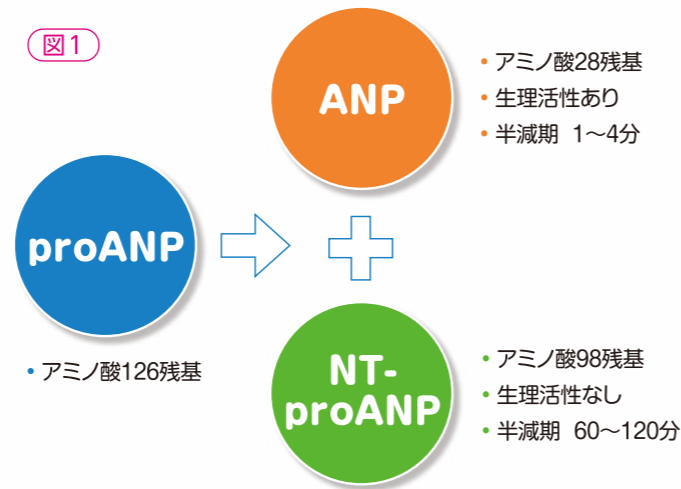 図1
ANP
• アミノ酸28残基
• 生理活性あり
• 半減期 1〜4分
proANP
• アミノ酸126残基
NT-
proANP
• アミノ酸98残基
• 生理活性なし
• 半減期 60〜120分